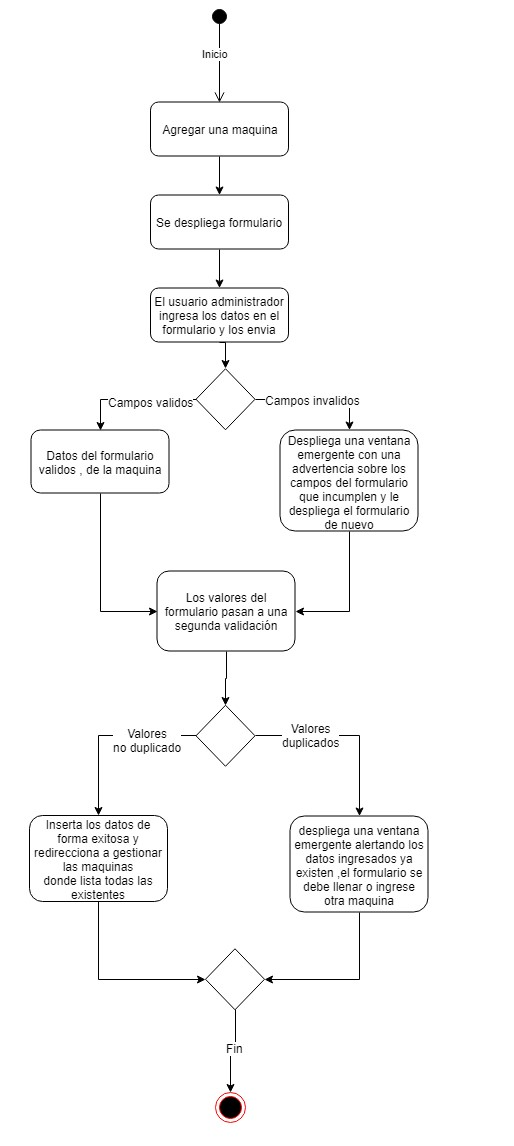 Inicio
Agregar una maquina
Se despliega formulario
El usuario administrador
ingresa los datos en el
formulario y los envia
Campos validos
Campos invalidos
Datos del formulario
validos , de la maquina
Despliega una ventana
emergente con una
advertencia sobre los
campos del formulario
que incumplen y le
despliega el formulario
de nuevo
Los valores del
formulario pasan a una
segunda validación
Valores
no duplicado
Valores
duplicados
Inserta los datos de
forma exitosa y
redirecciona a gestionar
las maquinas
donde lista todas las
existentes
despliega una ventana
emergente alertando los
datos ingresados ya
existen ,el formulario se
debe llenar o ingrese
otra maquina
Fin